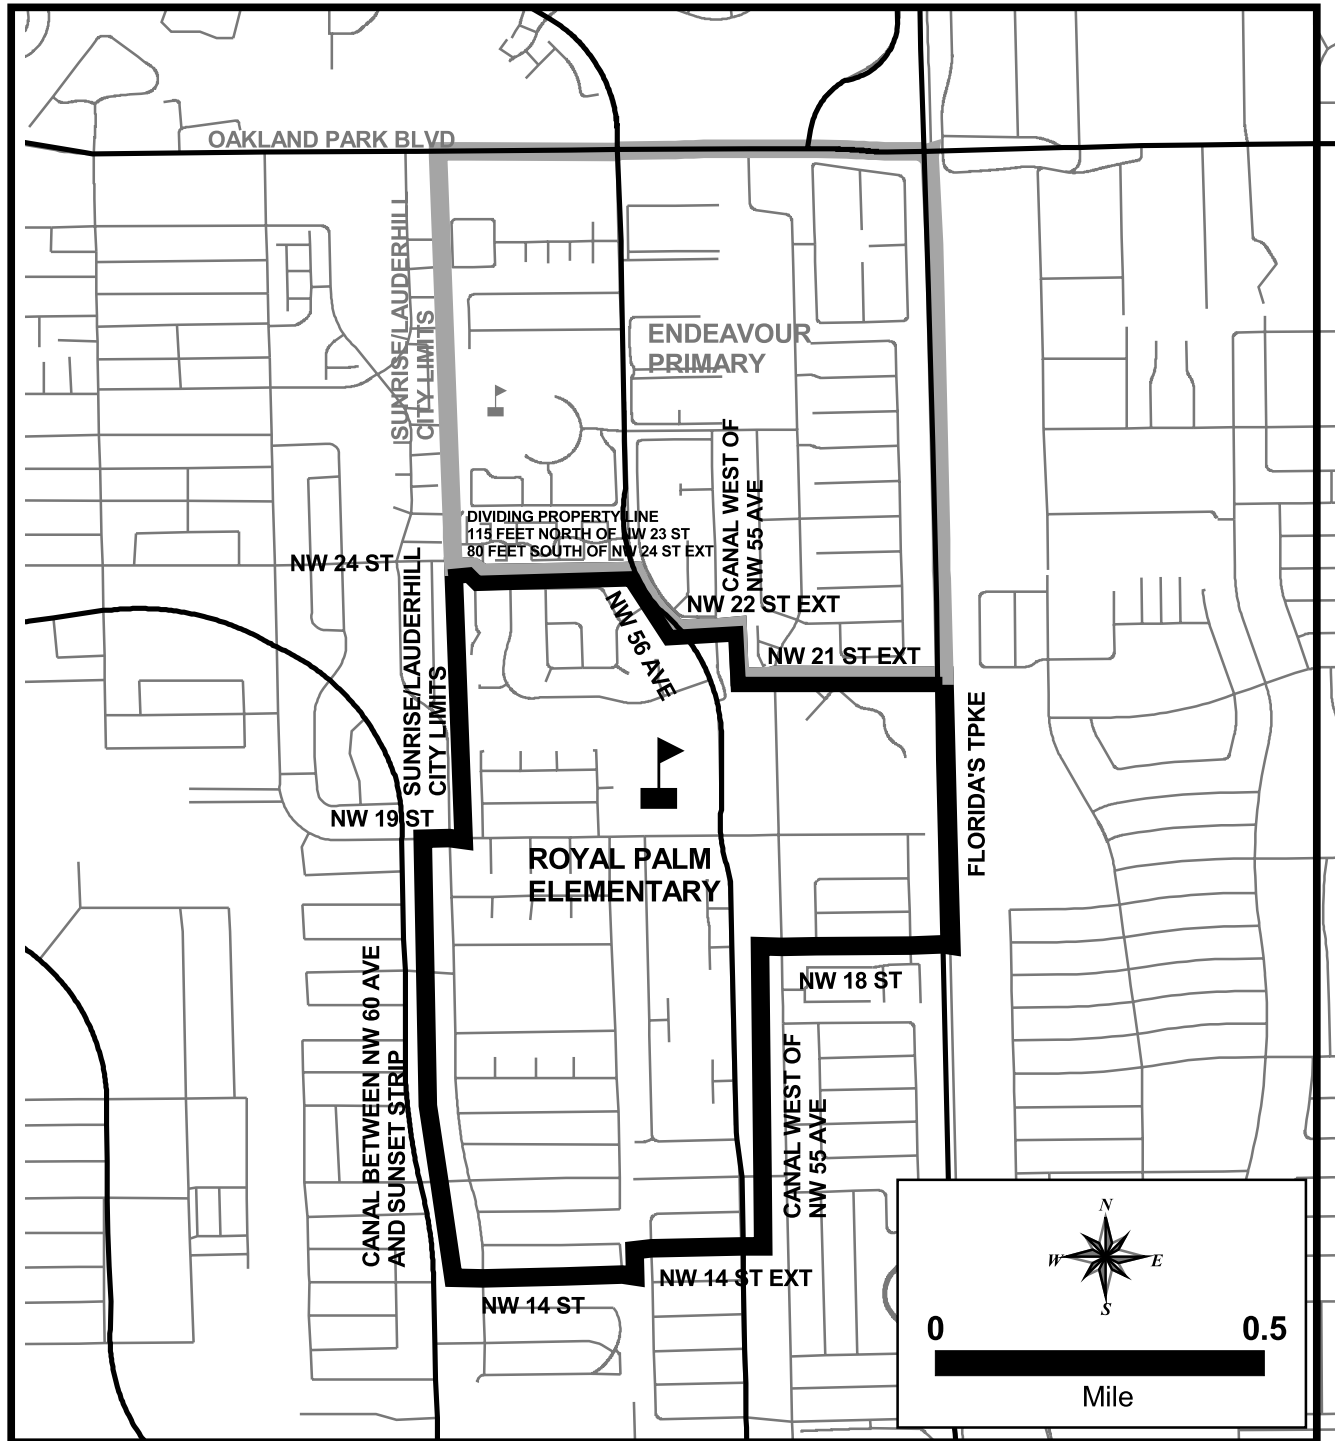 OAKLAND PARK BLVD
SUNRISE/LAUDERHILL
CITY LIMITS
ENDEAVOUR
PRIMARY
CANAL WEST OF
NW 55 AVE
DIVIDING PROPERTY LINE
115 FEET NORTH OF NW 23 ST
80 FEET SOUTH OF NW 24 ST EXT
NW 24 ST
SUNRISE/LAUDERHILL
CITY LIMITS
NW 56 AVE
NW 22 ST EXT
NW 21 ST EXT
FLORIDA'S TPKE
NW 19 ST
ROYAL PALM
ELEMENTARY
CANAL BETWEEN NW 60 AVE
AND SUNSET STRIP
NW 18 ST
CANAL WEST OF
NW 55 AVE
NW 14 ST EXT
NW 14 ST
N
W
E
S
0
0.5
Mile